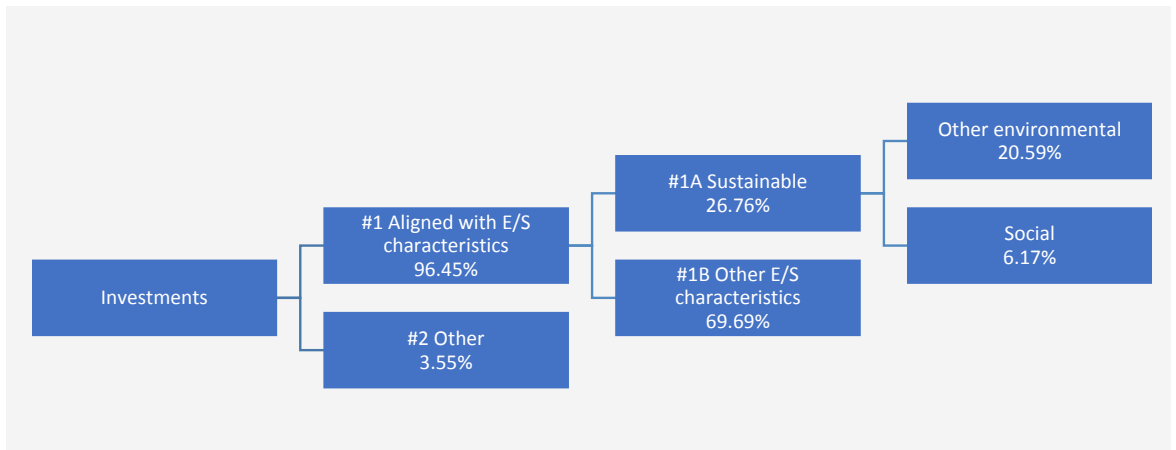 Investments
#1 Aligned with E/S
characteristics
96.45%
#2 Other
3.55%
#1A Sustainable
26.76%
#1B Other E/S
characteristics
69.69%
Other environmental
20.59%
Social
6.17%